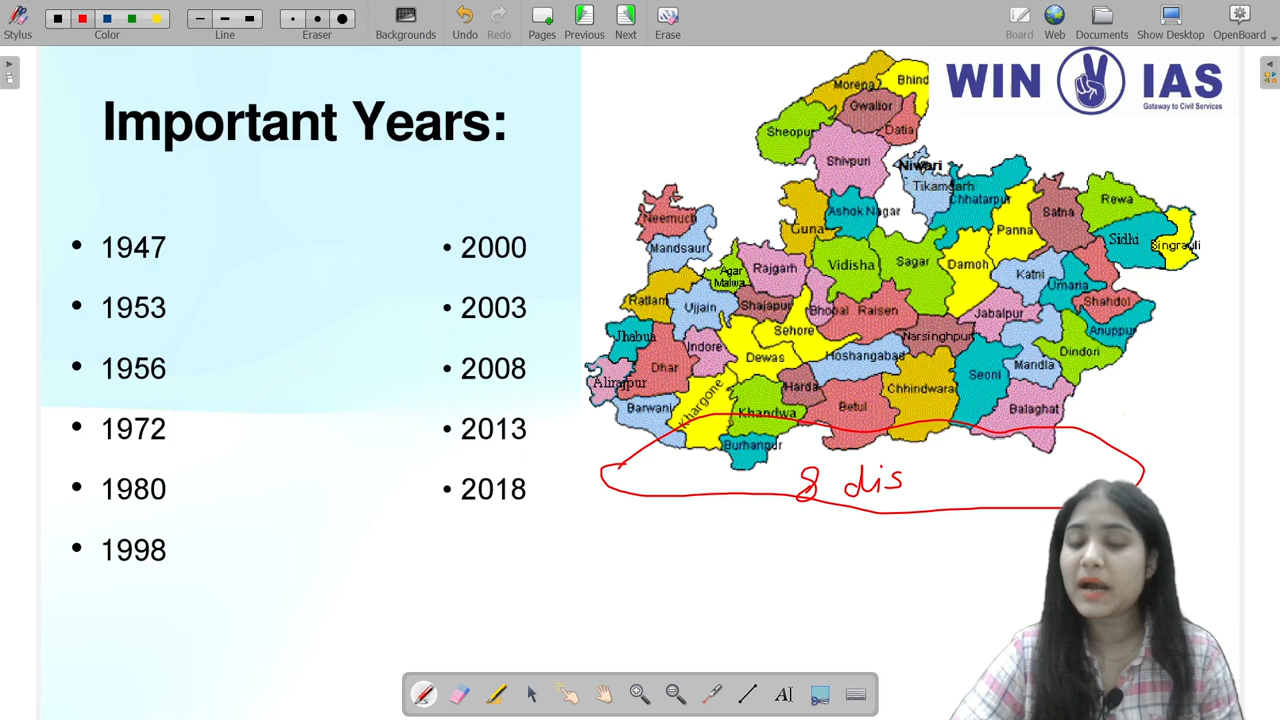 Stylus
Color
Line
Eraser
Backgrounds
Undo
Redo
Pages
Previous
Next
Erase
Board
Web
Documents
Show Desktop
OpenBoard
WIN IAS
Gateway to Civil Services
Important Years:
• 1947
• 1953
• 1956
• 1972
• 1980
• 1998
• 2000
• 2003
• 2008
• 2013
• 2018
Morena
Bhind
Gwalior
Sheopur
Datia
Shivpuri
Niwari
Tikamgarh
Chhatarpur
Satna
Rewa
Neemuch
Ashok Nagar
Guna
Panna
Sidhi
Singrauli
Mandsaur
Agar
Malwa
Rajgarh
Vidisha
Sagar
Damoh
Katni
Umaria
Ratlam
Ujjain
Shajapur
Bhopal
Raisen
Jabalpur
Shahdol
Jhabua
Indore
Sehore
Narsinghpur
Anuppur
Dhar
Dewas
Hoshangabad
Seoni
Mandla
Dindori
Alirajpur
Harda
Chhindwara
Barwani
Khargone
Khandwa
Betul
Balaghat
Burhanpur
8 dis
AI